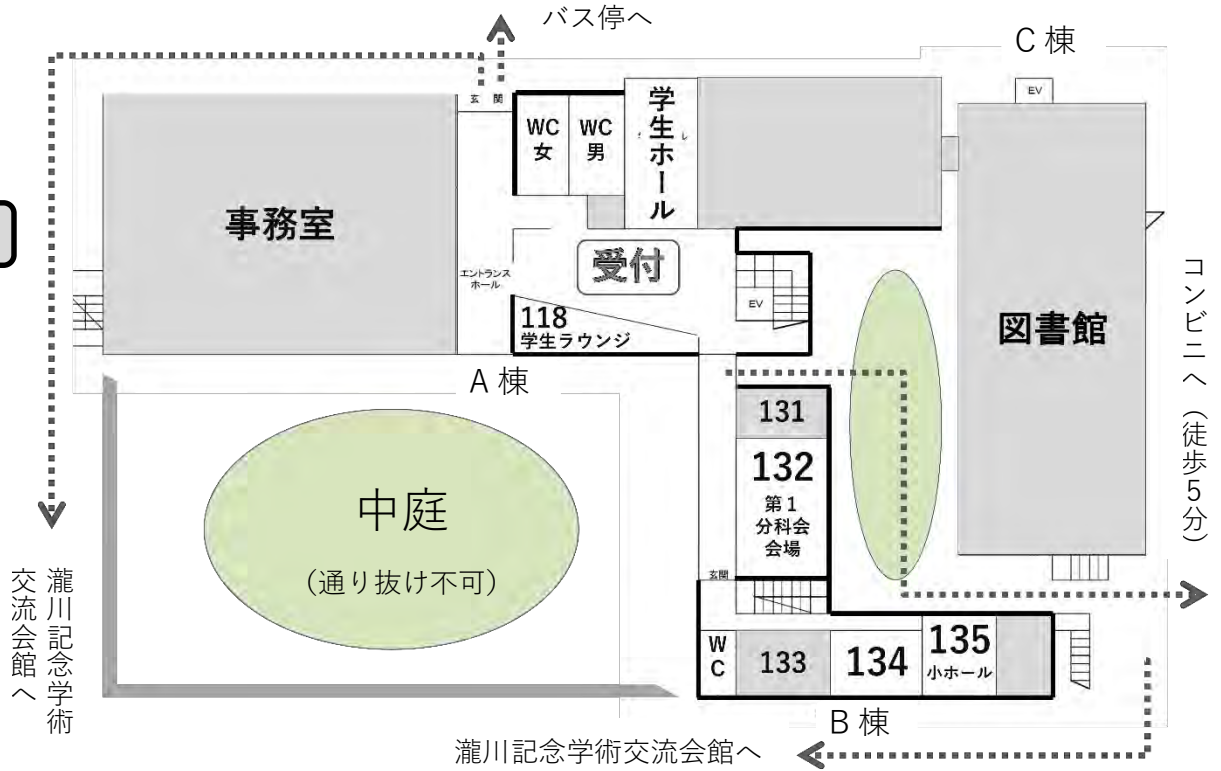 バス停へ
C 棟
玄 関
EV
WC
女
WC
男
学生ホール
事務室
受付
エントランス
ホール
EV
118
学生ラウンジ
図書館
コンビニへ（徒歩5分）
A 棟
131
132
第１
分科会
会場
中庭
（通り抜け不可）
玄関
瀧川記念学術
交流会館へ
WC
133
134
135
小ホール
B 棟
瀧川記念学術交流会館へ